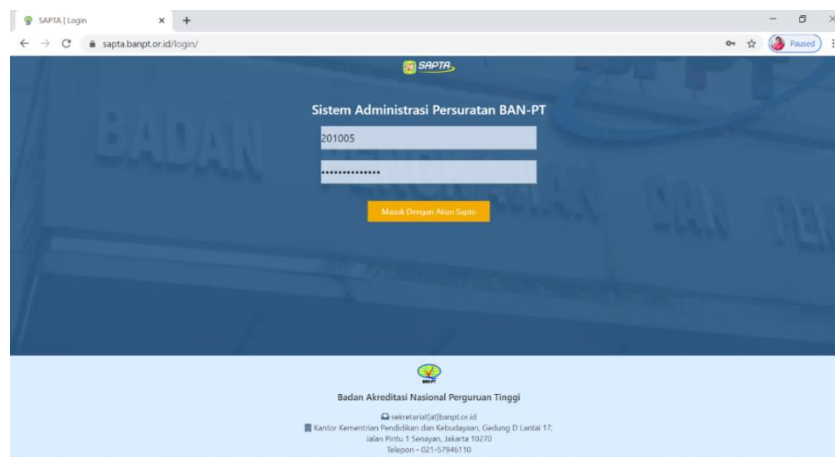 SAPTA | Login
sapta.banpt.or.id/login/
Paused
SAPTA
Sistem Administrasi Persuratan BAN-PT
BADAN
DAN
201005
••••••••••••••
Masuk Dengan Akun Sapto
BAN-PT
Badan Akreditasi Nasional Perguruan Tinggi
sekretariat[at]banpt.or.id
Kantor Kementrian Pendidikan dan Kebudayaan, Gedung D Lantai 17,
Jalan Pintu 1 Senayan, Jakarta 10270
Telepon - 021-57946110